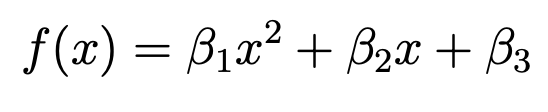 f(x) = β₁x² + β₂x + β₃